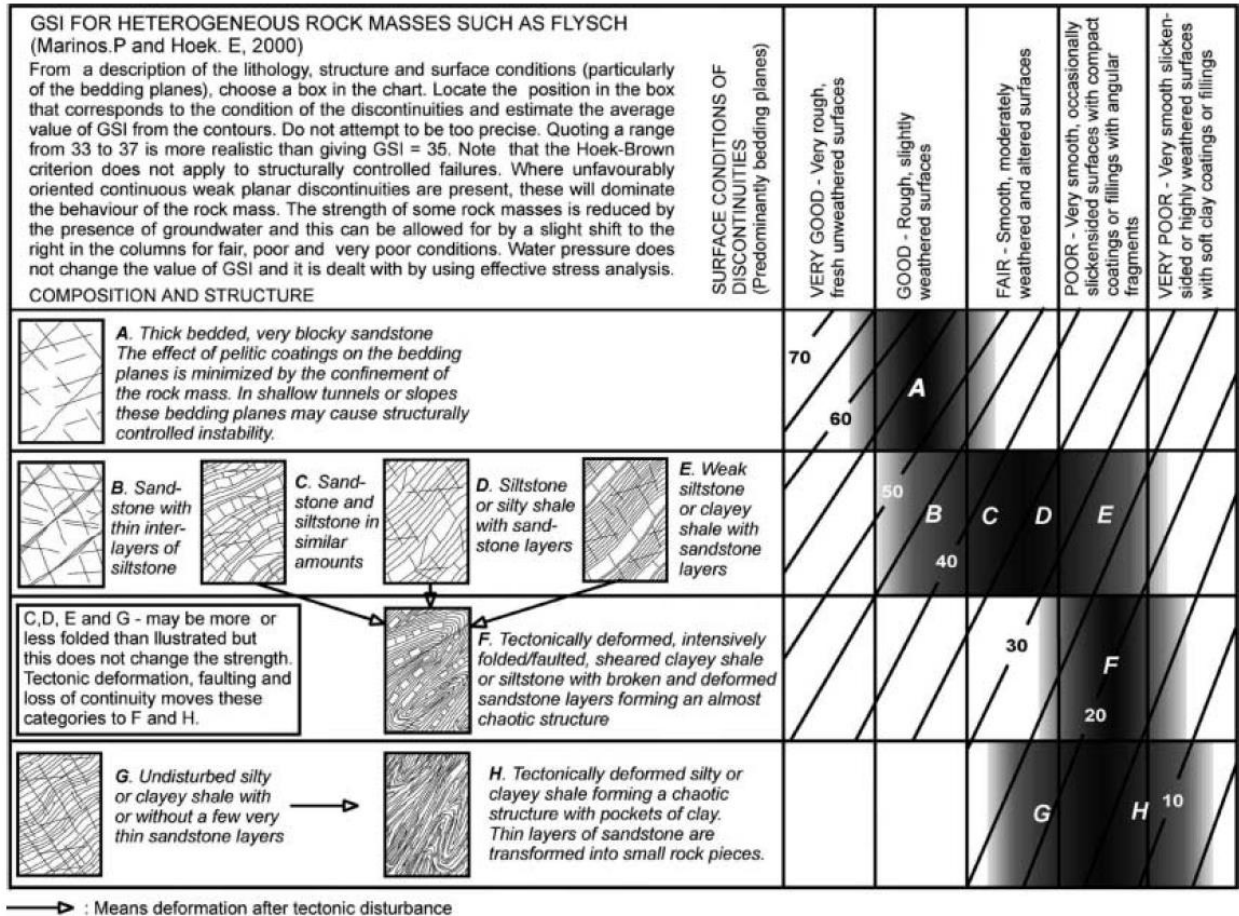 GSI FOR HETEROGENEOUS ROCK MASSES SUCH AS FLYSCH
(Marinos.P and Hoek. E, 2000)
From a description of the lithology, structure and surface conditions (particularly
of the bedding planes), choose a box in the chart. Locate the position in the box
that corresponds to the condition of the discontinuities and estimate the average
value of GSI from the contours. Do not attempt to be too precise. Quoting a range
from 33 to 37 is more realistic than giving GSI = 35. Note that the Hoek-Brown
criterion does not apply to structurally controlled failures. Where unfavourably
oriented continuous weak planar discontinuities are present, these will dominate
the behaviour of the rock mass. The strength of some rock masses is reduced by
the presence of groundwater and this can be allowed for by a slight shift to the
right in the columns for fair, poor and very poor conditions. Water pressure does
not change the value of GSI and it is dealt with by using effective stress analysis.
COMPOSITION AND STRUCTURE
SURFACE CONDITIONS OF
DISCONTINUITIES
(Predominantly bedding planes)
VERY GOOD - Very rough,
fresh unweathered surfaces
GOOD - Rough, slightly
weathered surfaces
FAIR - Smooth, moderately
weathered and altered surfaces
POOR - Very smooth, occasionally
slickensided surfaces with compact
coatings or fillings with angular
fragments
VERY POOR - Very smooth slicken-
sided or highly weathered surfaces
with soft clay coatings or fillings
A. Thick bedded, very blocky sandstone
The effect of pelitic coatings on the bedding
planes is minimized by the confinement of
the rock mass. In shallow tunnels or slopes
these bedding planes may cause structurally
controlled instability.
70
60
A
B. Sand-
stone with
thin inter-
layers of
siltstone
C. Sand-
stone and
siltstone in
similar
amounts
D. Siltstone
or silty shale
with sand-
stone layers
E. Weak
siltstone
or clayey
shale with
sandstone
layers
50
B
C
D
E
40
C,D, E and G - may be more or
less folded than Ilustrated but
this does not change the strength.
Tectonic deformation, faulting and
loss of continuity moves these
categories to F and H.
F. Tectonically deformed, intensively
folded/faulted, sheared clayey shale
or siltstone with broken and deformed
sandstone layers forming an almost
chaotic structure
30
F
20
G. Undisturbed silty
or clayey shale with
or without a few very
thin sandstone layers
H. Tectonically deformed silty or
clayey shale forming a chaotic
structure with pockets of clay.
Thin layers of sandstone are
transformed into small rock pieces.
G
H
10
: Means deformation after tectonic disturbance